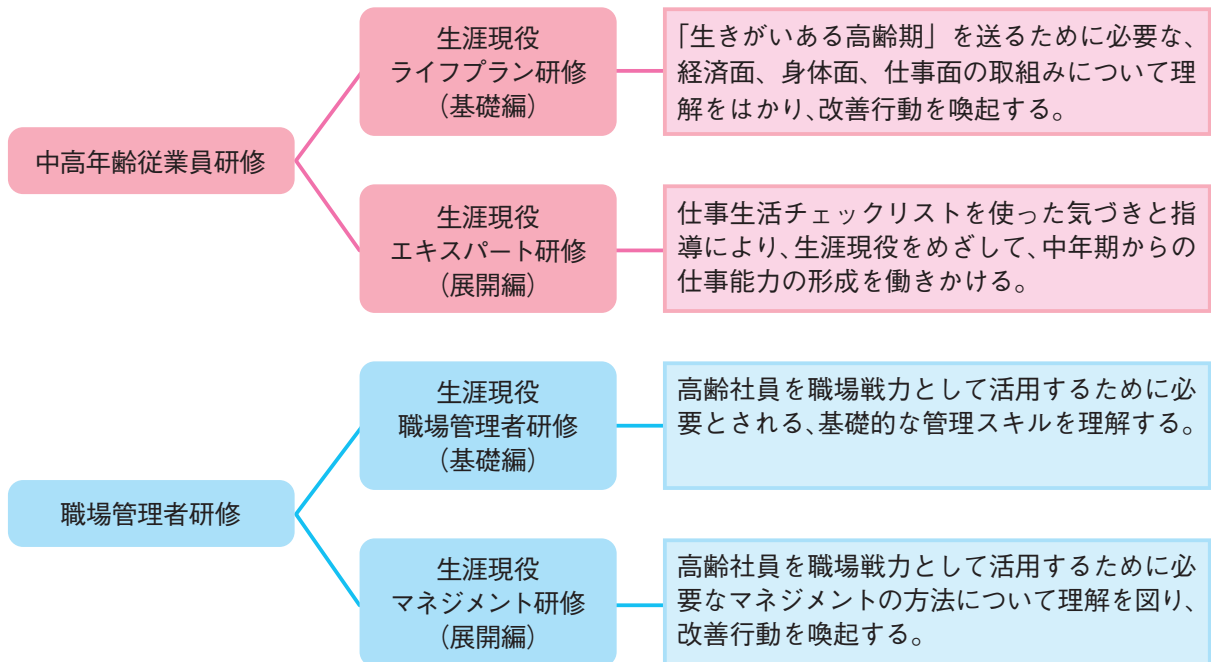 中高年齢従業員研修
生涯現役
ライフプラン研修
（基礎編）
「生きがいある高齢期」を送るために必要な、
経済面、身体面、仕事面の取組みについて理
解をはかり、改善行動を喚起する。
生涯現役
エキスパート研修
（展開編）
仕事生活チェックリストを使った気づきと指
導により、生涯現役をめざして、中年期からの
仕事能力の形成を働きかける。
職場管理者研修
生涯現役
職場管理者研修
（基礎編）
高齢社員を職場戦力として活用するために必
要とされる、基礎的な管理スキルを理解する。
生涯現役
マネジメント研修
（展開編）
高齢社員を職場戦力として活用するために必
要なマネジメントの方法について理解を図り、
改善行動を喚起する。